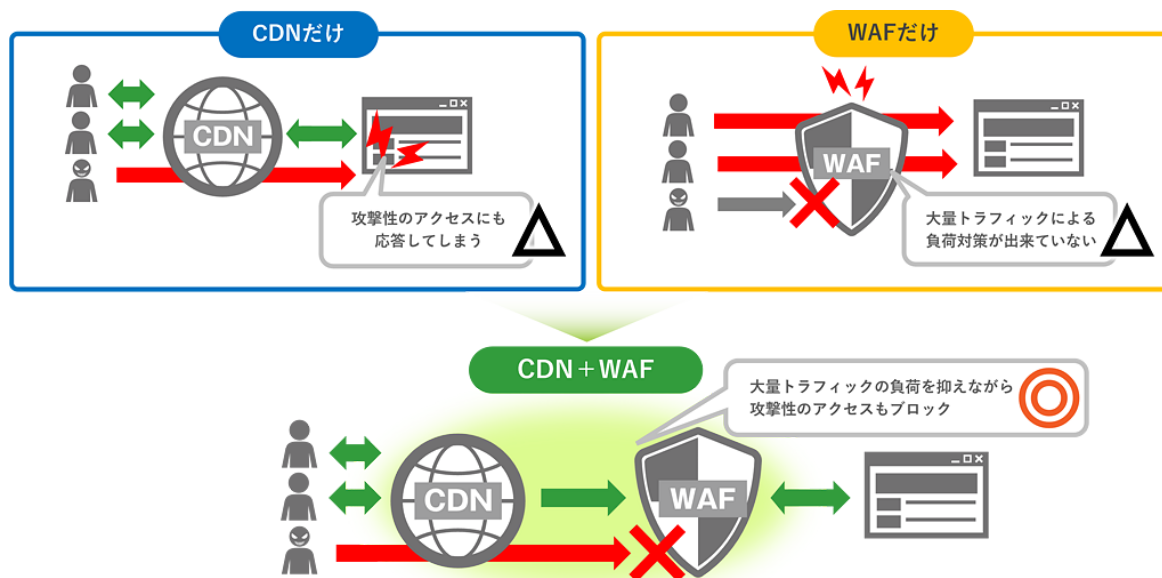 CDNだけ
CDN
攻撃性のアクセスにも
応答してしまう
WAFだけ
WAF
大量トラフィックによる
負荷対策が出来ていない
CDN+WAF
大量トラフィックの負荷を抑えながら
攻撃性のアクセスもブロック
CDN
WAF